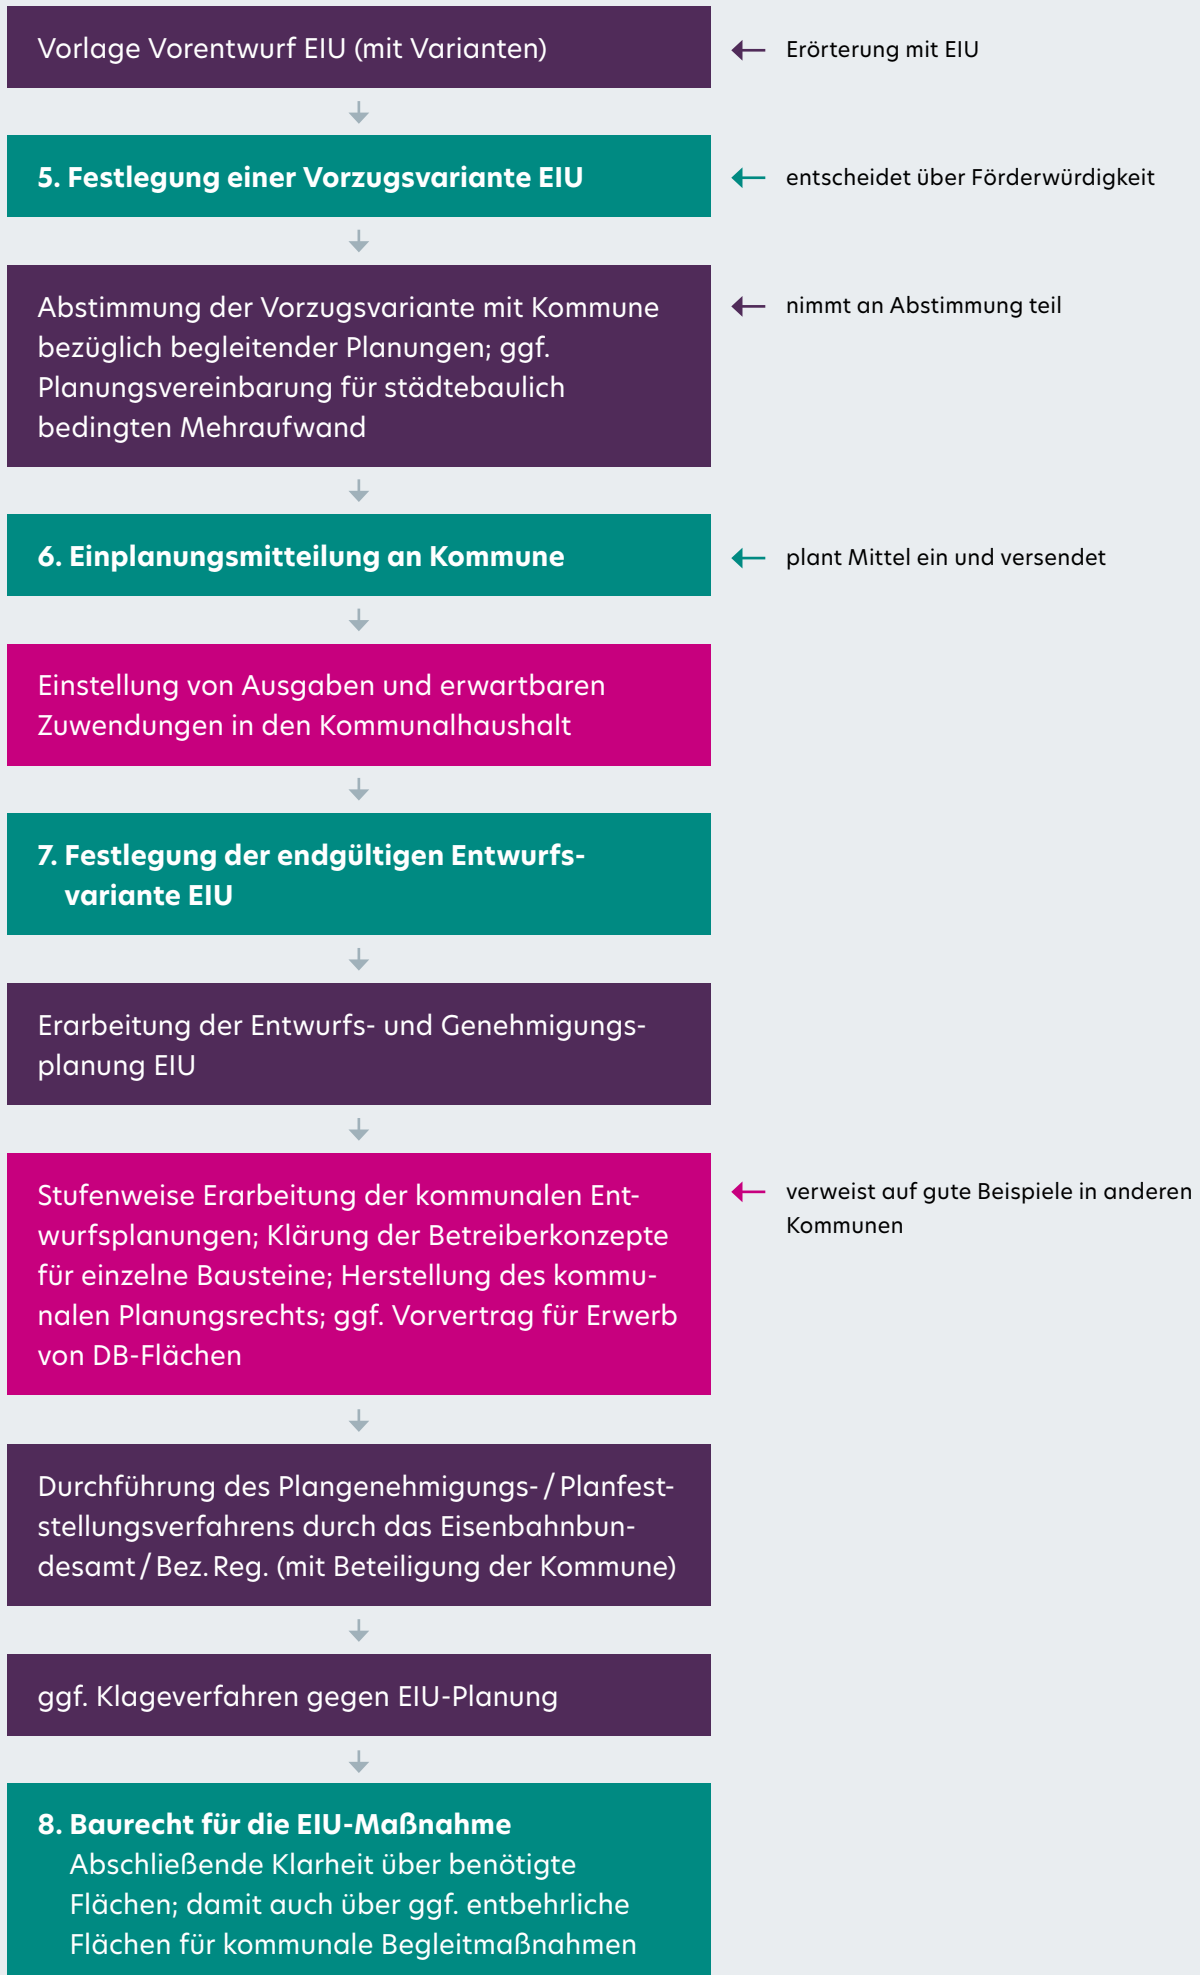 Vorlage Vorentwurf EIU (mit Varianten)
Erörterung mit EIU
5. Festlegung einer Vorzugsvariante EIU
entscheidet über Förderwürdigkeit
Abstimmung der Vorzugsvariante mit Kommune
bezüglich begleitender Planungen; ggf.
Planungsvereinbarung für städtebaulich
bedingten Mehraufwand
nimmt an Abstimmung teil
6. Einplanungsmitteilung an Kommune
plant Mittel ein und versendet
Einstellung von Ausgaben und erwartbaren
Zuwendungen in den Kommunalhaushalt
7. Festlegung der endgültigen Entwurfs-
variante EIU
Erarbeitung der Entwurfs- und Genehmigungs-
planung EIU
Stufenweise Erarbeitung der kommunalen Ent-
wurfsplanungen; Klärung der Betreiberkonzepte
für einzelne Bausteine; Herstellung des kommu-
nalen Planungsrechts; ggf. Vorvertrag für Erwerb
von DB-Flächen
verweist auf gute Beispiele in anderen
Kommunen
Durchführung des Plangenehmigungs- / Planfest-
stellungsverfahrens durch das Eisenbahnbun-
desamt / Bez. Reg. (mit Beteiligung der Kommune)
ggf. Klageverfahren gegen EIU-Planung
8. Baurecht für die EIU-Maßnahme
Abschließende Klarheit über benötigte
Flächen; damit auch über ggf. entbehrliche
Flächen für kommunale Begleitmaßnahmen